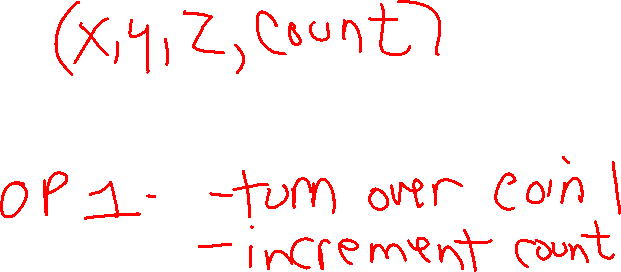 (x,y,z,count)
OP 1- -turn over coin 1
-increment count